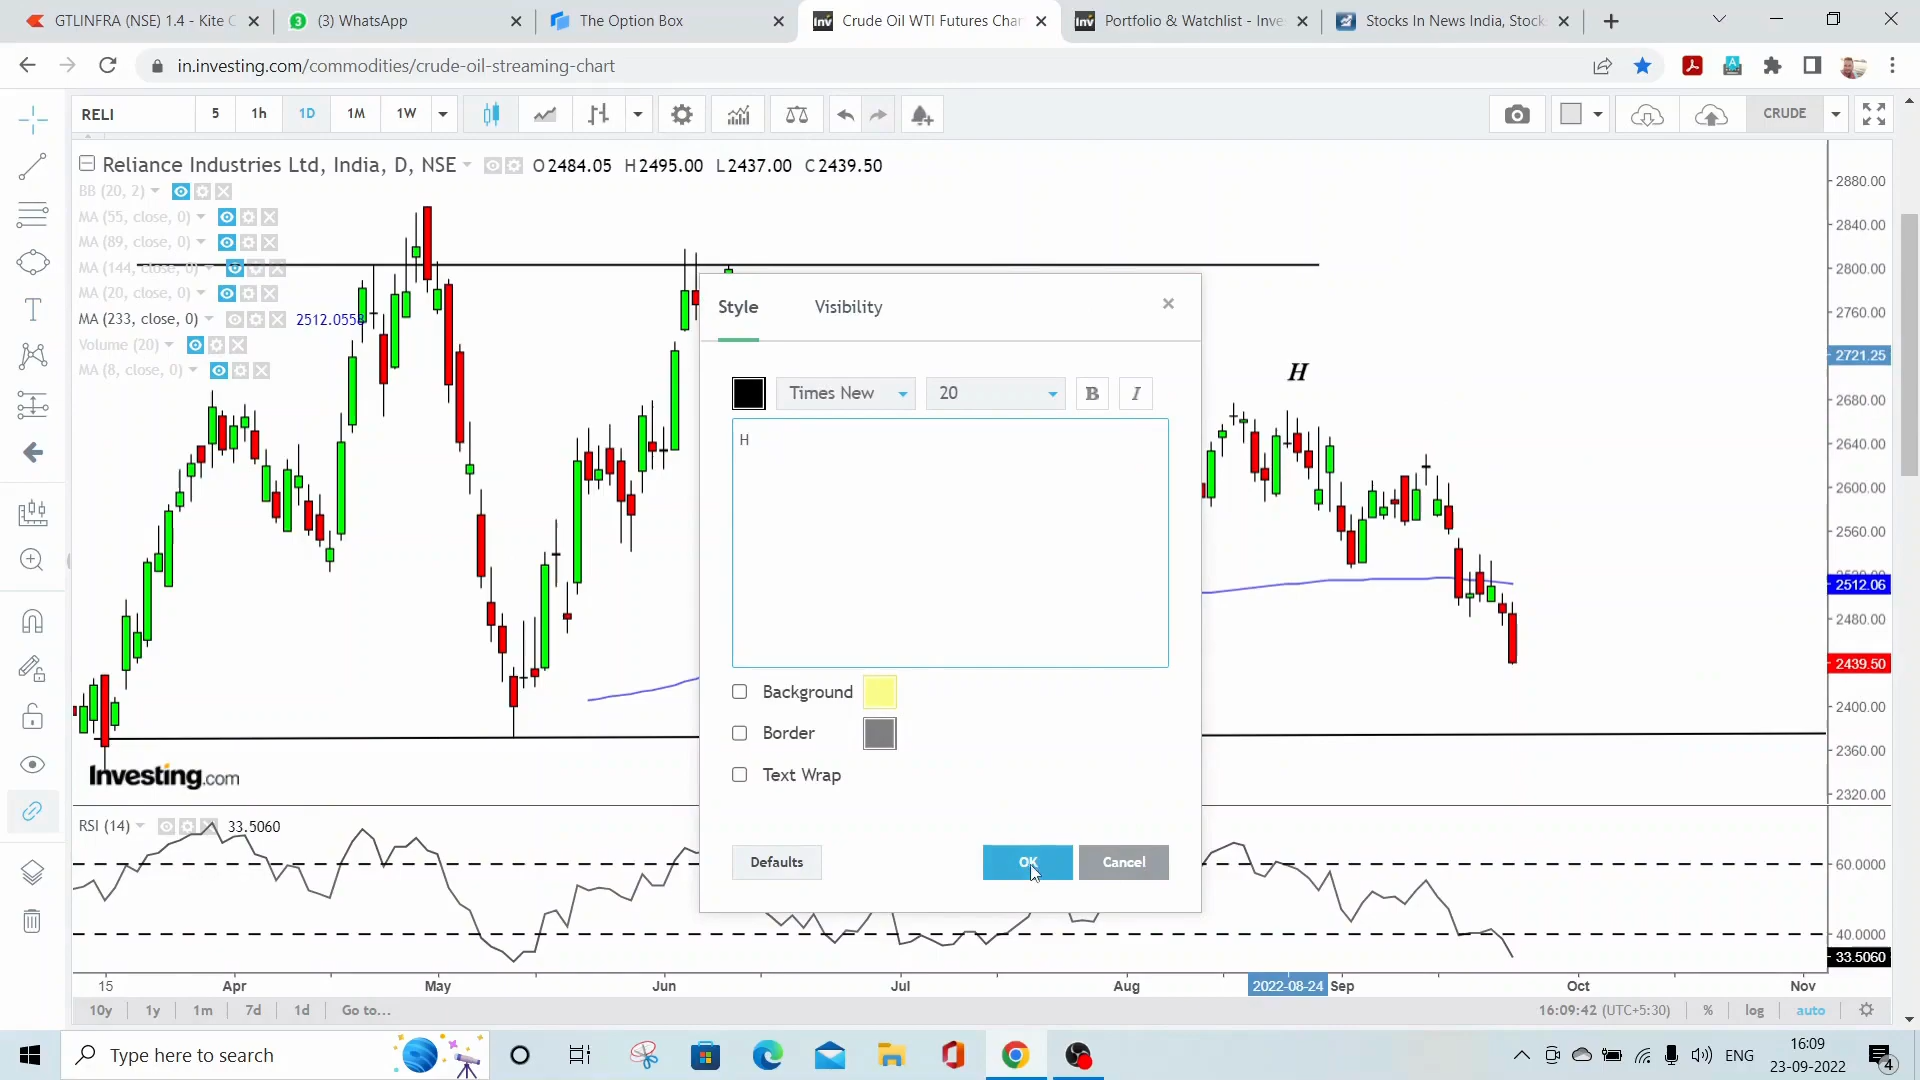 GTLINFRA (NSE) 1.4 - Kite C
(3) WhatsApp
The Option Box
Crude Oil WTI Futures Char
Portfolio & Watchlist - Inve
Stocks In News India, Stock
in.investing.com/commodities/crude-oil-streaming-chart
RELI 5 1h 1D 1M 1W CRUDE
Reliance Industries Ltd, India, D, NSE O2484.05 H2495.00 L2437.00 C2439.50
BB (20, 2)
MA (55, close, 0)
MA (89, close, 0)
MA (144, close, 0)
MA (20, close, 0)
MA (233, close, 0) 2512.0558
Volume (20)
MA (8, close, 0)
Style Visibility
Times New 20 B I
H
Background
Border
Text Wrap
Defaults OK Cancel
H
2880.00
2840.00
2800.00
2760.00
2721.25
2680.00
2640.00
2600.00
2560.00
2520.00
2512.06
2480.00
2439.50
2400.00
2360.00
2320.00
Investing.com
RSI (14) 33.5060
60.0000
40.0000
33.5060
15 Apr May Jun Jul Aug 2022-08-24 Sep Oct Nov
10y 1y 1m 7d 1d Go to... 16:09:42 (UTC+5:30) % log auto
Type here to search
ENG
16:09
23-09-2022
4